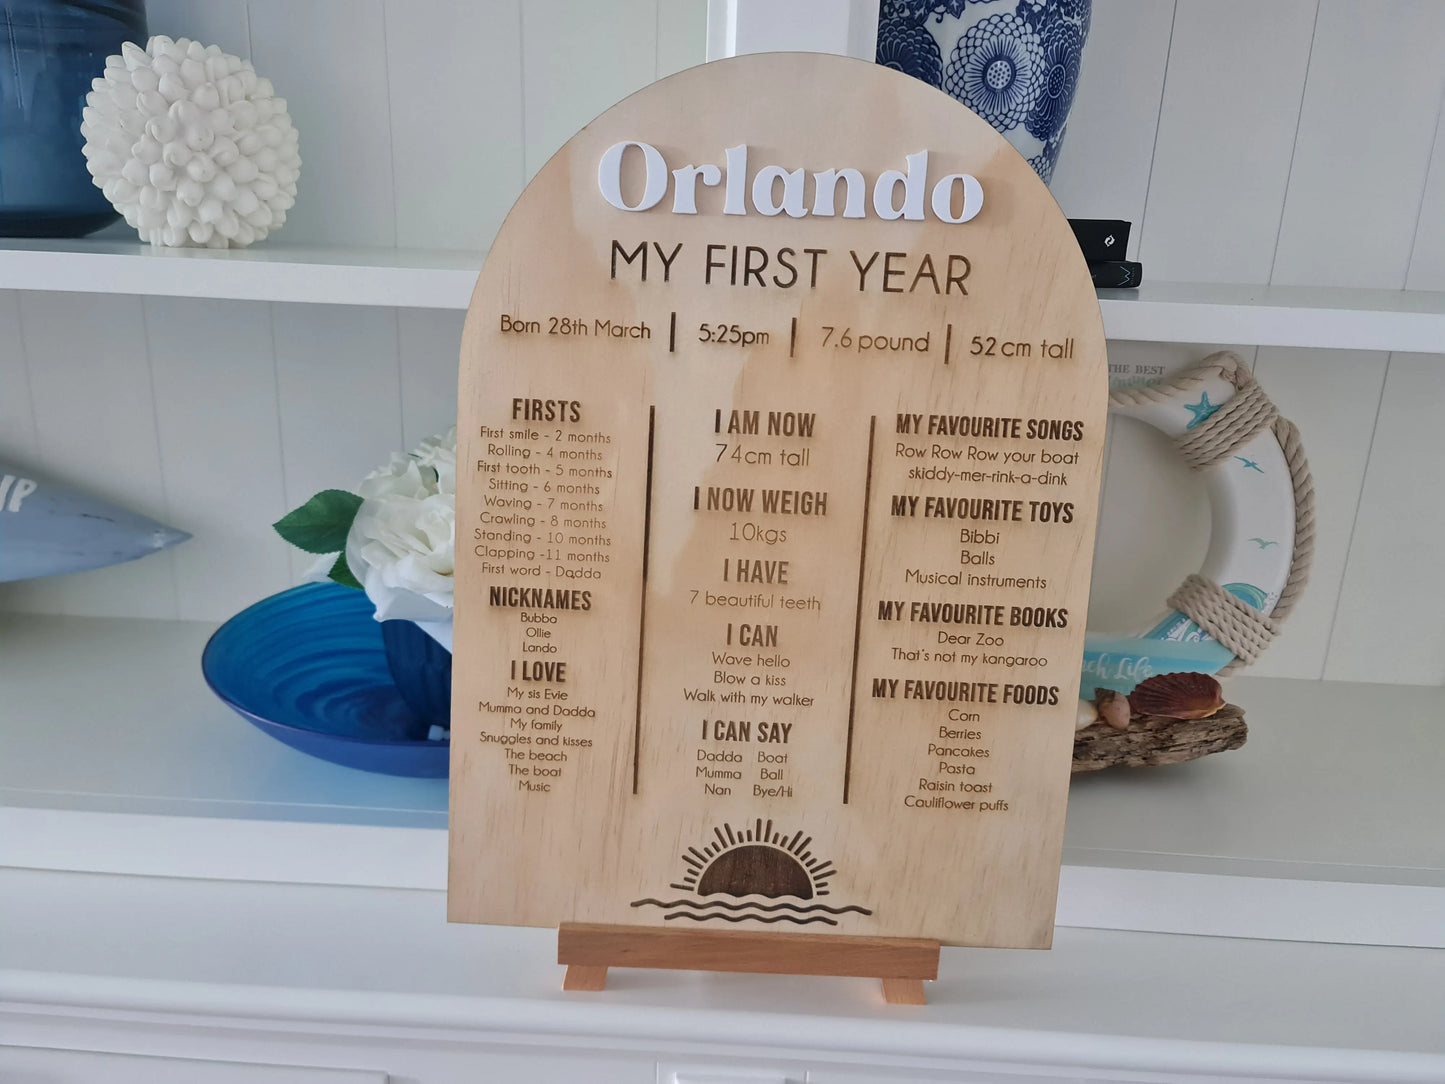 Orlando
MY FIRST YEAR
Born 28th March | 5:25pm | 7.6 pound | 52cm tall
FIRSTS
First smile - 2 months
Rolling - 4 months
First tooth - 5 months
Sitting - 6 months
Waving - 7 months
Crawling - 8 months
Standing - 10 months
Clapping -11 months
First word - Dadda
NICKNAMES
Bubba
Ollie
Lando
I LOVE
My sis Evie
Mumma and Dadda
My family
Snuggles and kisses
The beach
The boat
Music
I AM NOW
74cm tall
I NOW WEIGH
10kgs
I HAVE
7 beautiful teeth
I CAN
Wave hello
Blow a kiss
Walk with my walker
I CAN SAY
Dadda Boat
Mumma Ball
Nan Bye/Hi
MY FAVOURITE SONGS
Row Row Row your boat
skiddy-mer-rink-a-dink
MY FAVOURITE TOYS
Bibbi
Balls
Musical instruments
MY FAVOURITE BOOKS
Dear Zoo
That's not my kangaroo
MY FAVOURITE FOODS
Corn
Berries
Pancakes
Pasta
Raisin toast
Cauliflower puffs
THE BEST
Life